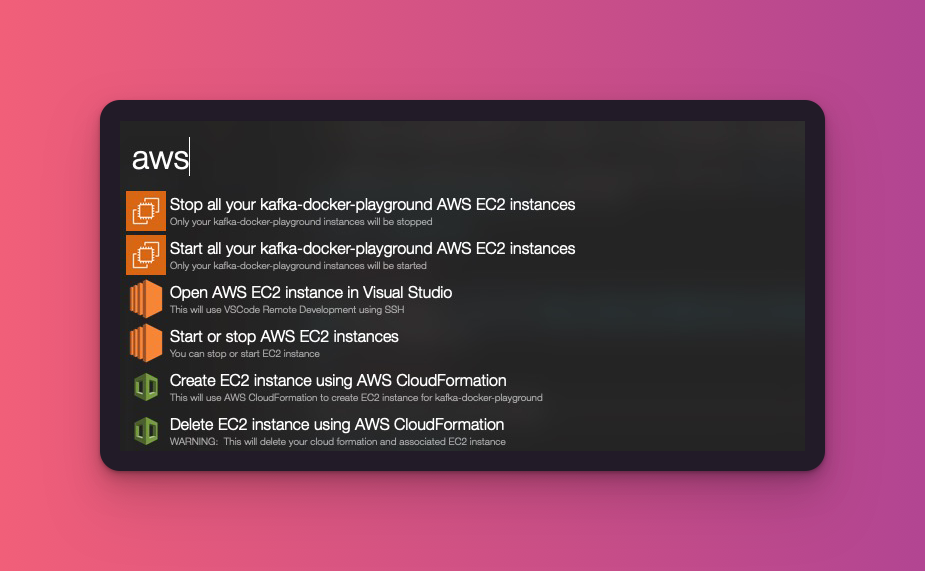 aws
Stop all your kafka-docker-playground AWS EC2 instances
Only your kafka-docker-playground instances will be stopped
Start all your kafka-docker-playground AWS EC2 instances
Only your kafka-docker-playground instances will be started
Open AWS EC2 instance in Visual Studio
This will use VSCode Remote Development using SSH
Start or stop AWS EC2 instances
You can stop or start EC2 instance
Create EC2 instance using AWS CloudFormation
This will use AWS CloudFormation to create EC2 instance for kafka-docker-playground
Delete EC2 instance using AWS CloudFormation
WARNING:  This will delete your cloud formation and associated EC2 instance